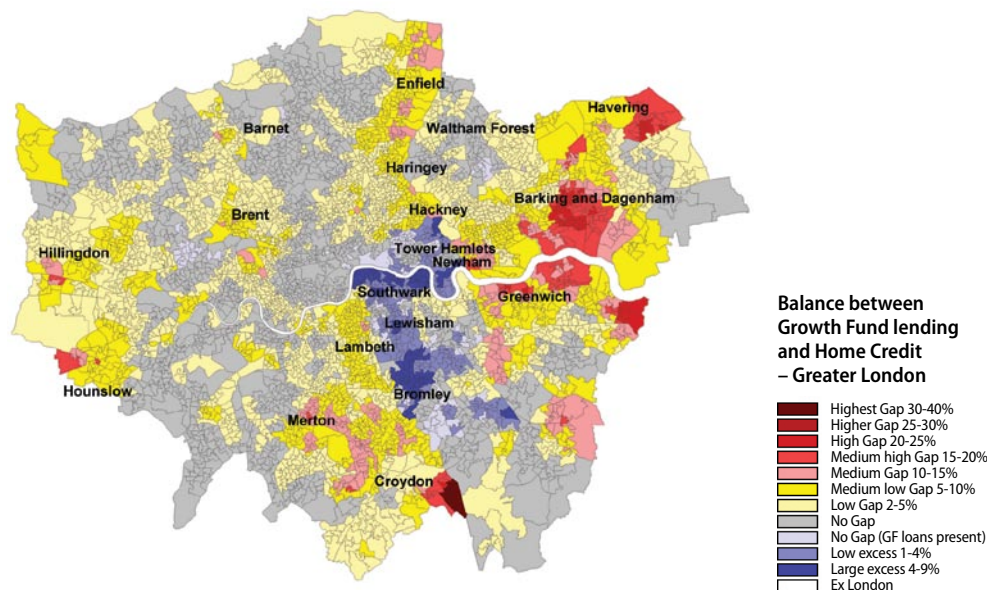 Enfield
Havering
Barnet
Waltham Forest
Haringey
Barking and Dagenham
Hackney
Brent
Tower Hamlets
Hillingdon
Newham
Southwark
Greenwich
Lewisham
Lambeth
Hounslow
Bromley
Merton
Croydon
Balance between
Growth Fund lending
and Home Credit
– Greater London
Highest Gap 30-40%
Higher Gap 25-30%
High Gap 20-25%
Medium high Gap 15-20%
Medium Gap 10-15%
Medium low Gap 5-10%
Low Gap 2-5%
No Gap
No Gap (GF loans present)
Low excess 1-4%
Large excess 4-9%
Ex London